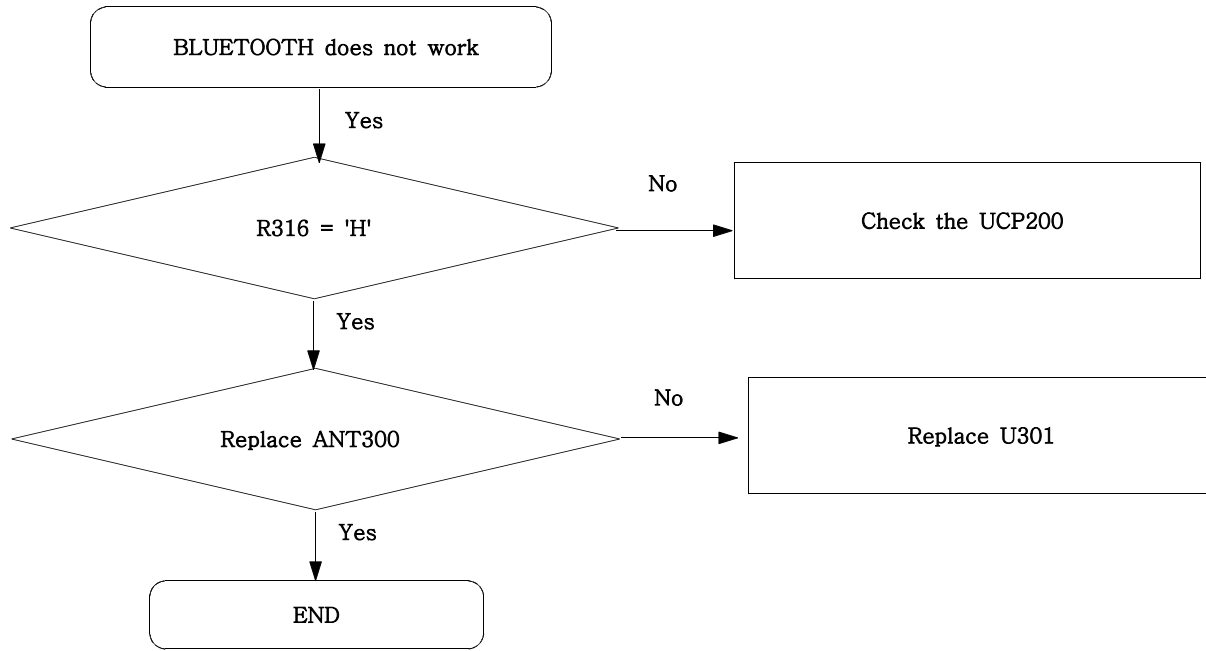 BLUETOOTH does not work
Yes
R316 = 'H'
No
Check the UCP200
Yes
Replace ANT300
No
Replace U301
Yes
END